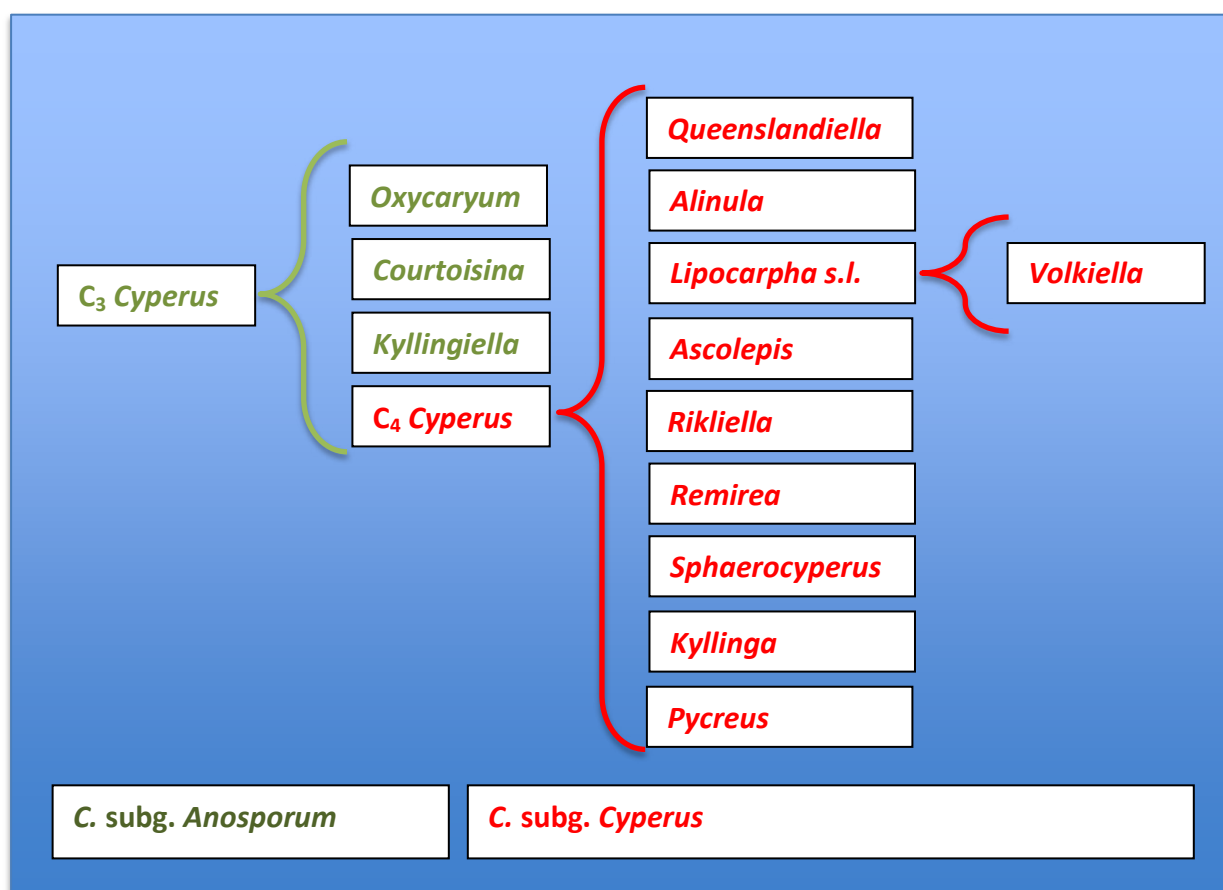 C₃ Cyperus
Oxycaryum
Courtoisina
Kyllingiella
C₄ Cyperus
Queenslandiella
Alinula
Lipocarpha s.l.
Ascolepis
Rikliella
Remirea
Sphaerocyperus
Kyllinga
Pycreus
Volkiella
C. subg. Anosporum
C. subg. Cyperus